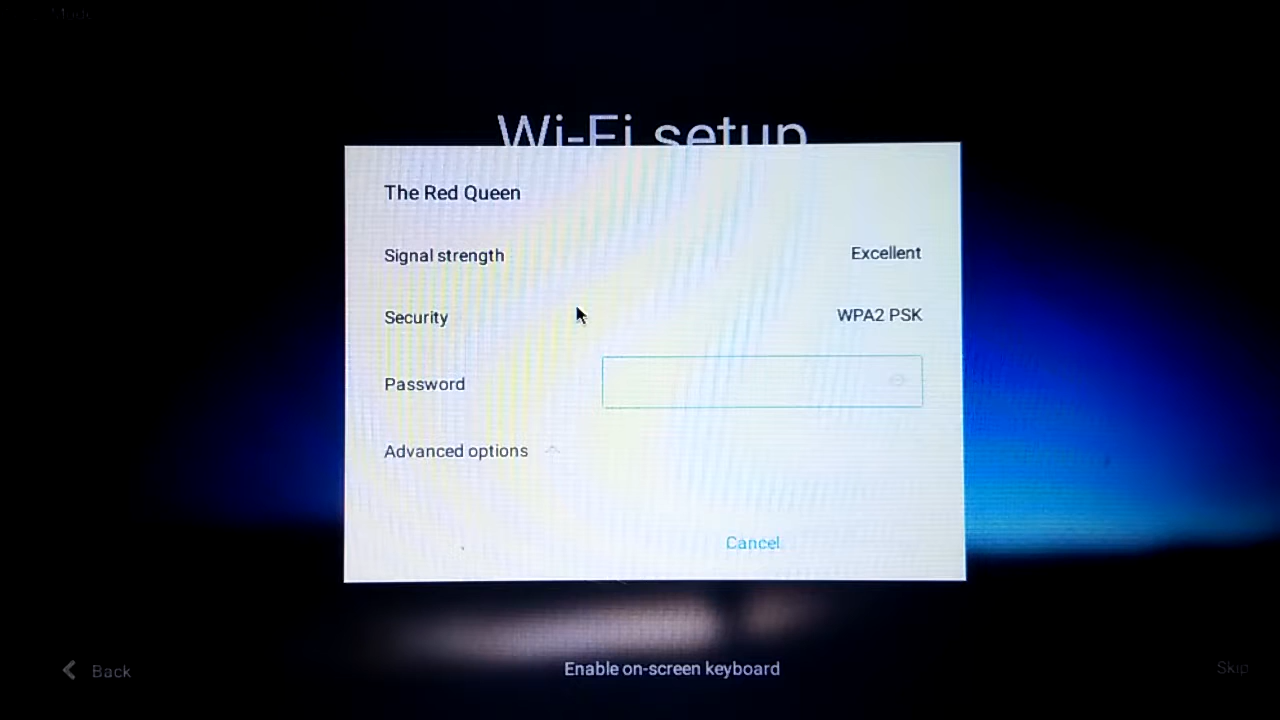 Wi-Fi setup
The Red Queen
Signal strength
Excellent
Security
WPA2 PSK
Password
Advanced options
Cancel
Back
Enable on-screen keyboard
Skip